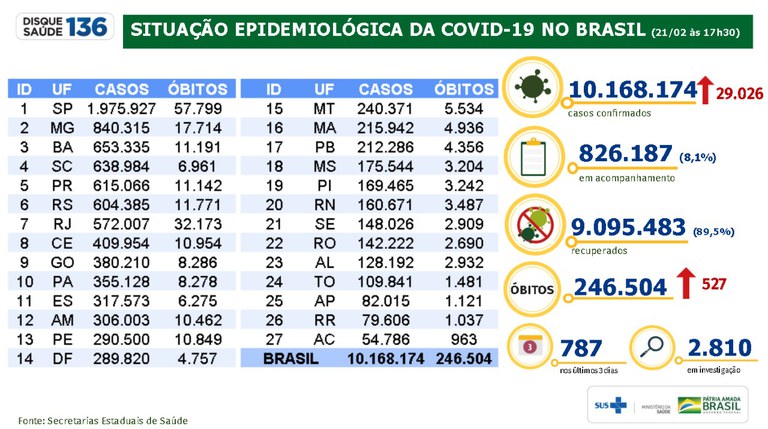 DISQUE
SAÚDE 136
SITUAÇÃO EPIDEMIOLÓGICA DA COVID-19 NO BRASIL (21/02 às 17h30)
ID UF CASOS ÓBITOS
1 SP 1.975.927 57.799
2 MG 840.315 17.714
3 BA 653.335 11.191
4 SC 638.984 6.961
5 PR 615.066 11.142
6 RS 604.385 11.771
7 RJ 572.007 32.173
8 CE 409.954 10.954
9 GO 380.210 8.286
10 PA 355.128 8.278
11 ES 317.573 6.275
12 AM 306.003 10.462
13 PE 290.500 10.849
14 DF 289.820 4.757
ID UF CASOS ÓBITOS
15 MT 240.371 5.534
16 MA 215.942 4.936
17 PB 212.286 4.356
18 MS 175.544 3.204
19 PI 169.465 3.242
20 RN 160.671 3.487
21 SE 148.026 2.909
22 RO 142.222 2.690
23 AL 128.192 2.932
24 TO 109.841 1.481
25 AP 82.015 1.121
26 RR 79.606 1.037
27 AC 54.786 963
BRASIL 10.168.174 246.504
10.168.174 29.026
casos confirmados
826.187 (8,1%)
em acompanhamento
9.095.483 (89,5%)
recuperados
ÓBITOS 246.504 527
3 787
nos últimos 3 dias
2.810
em investigação
SUS
MINISTÉRIO DA
SAÚDE
PÁTRIA AMADA
BRASIL
GOVERNO FEDERAL
Fonte: Secretarias Estaduais de Saúde